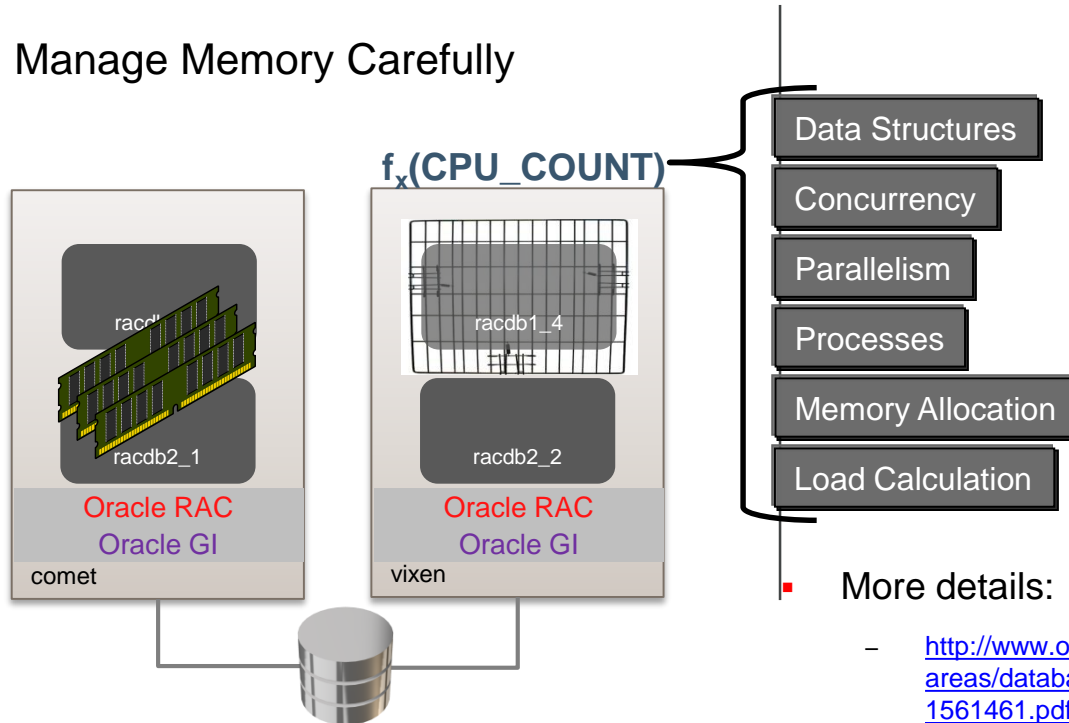 Manage Memory Carefully
fx(CPU_COUNT)
Data Structures
Concurrency
Parallelism
Processes
Memory Allocation
Load Calculation
racdb1_4
racdb2_1
racdb2_2
Oracle RAC
Oracle GI
comet
Oracle RAC
Oracle GI
vixen
▪ More details:
– http://www.o
areas/databa
1561461.pdf